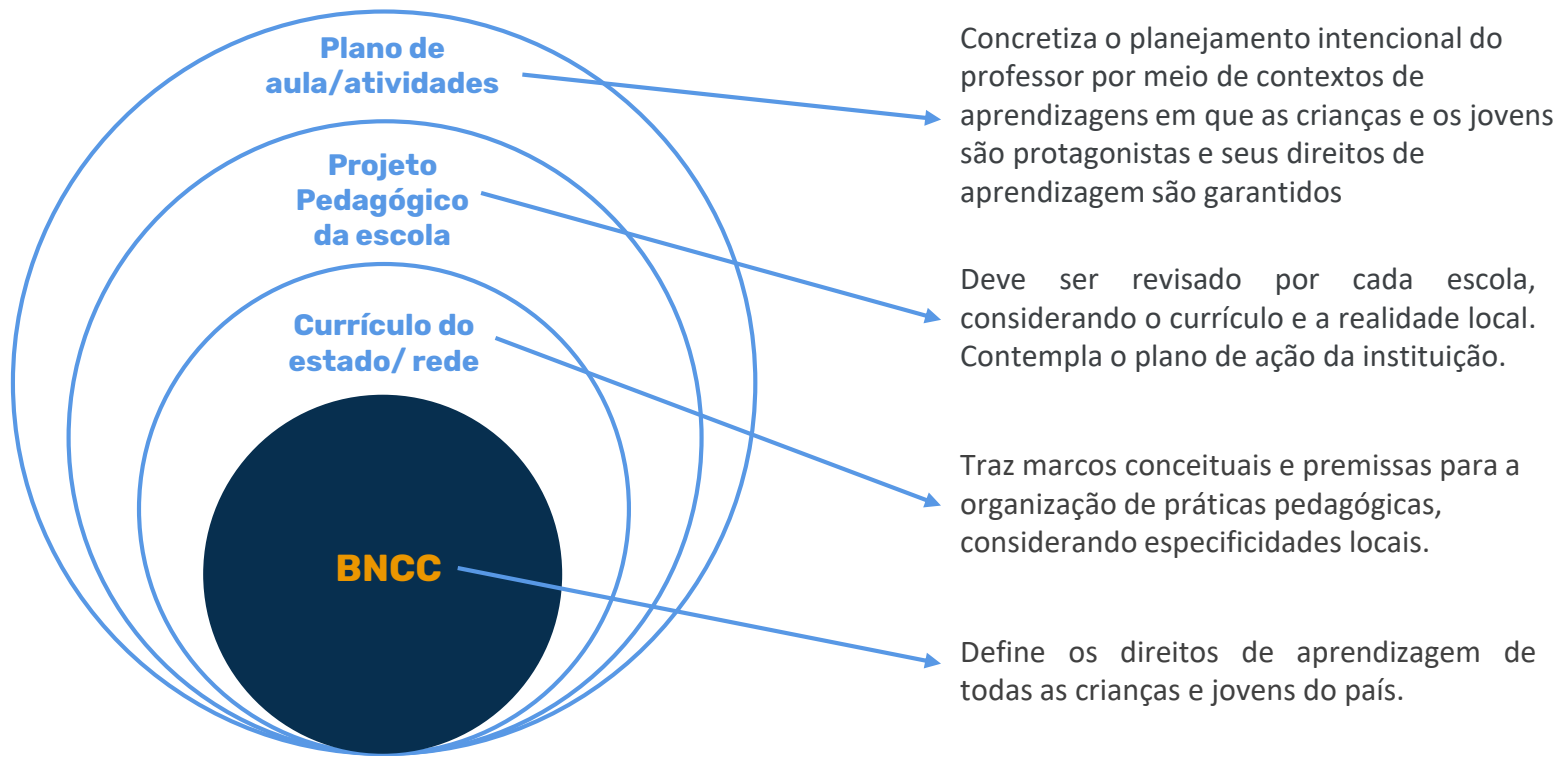 Plano de
aula/atividades
Concretiza o planejamento intencional do
professor por meio de contextos de
aprendizagens em que as crianças e os jovens
são protagonistas e seus direitos de
aprendizagem são garantidos
Projeto
Pedagógico
da escola
Deve ser revisado por cada escola,
considerando o currículo e a realidade local.
Contempla o plano de ação da instituição.
Currículo do
estado/ rede
Traz marcos conceituais e premissas para a
organização de práticas pedagógicas,
considerando especificidades locais.
BNCC
Define os direitos de aprendizagem de
todas as crianças e jovens do país.